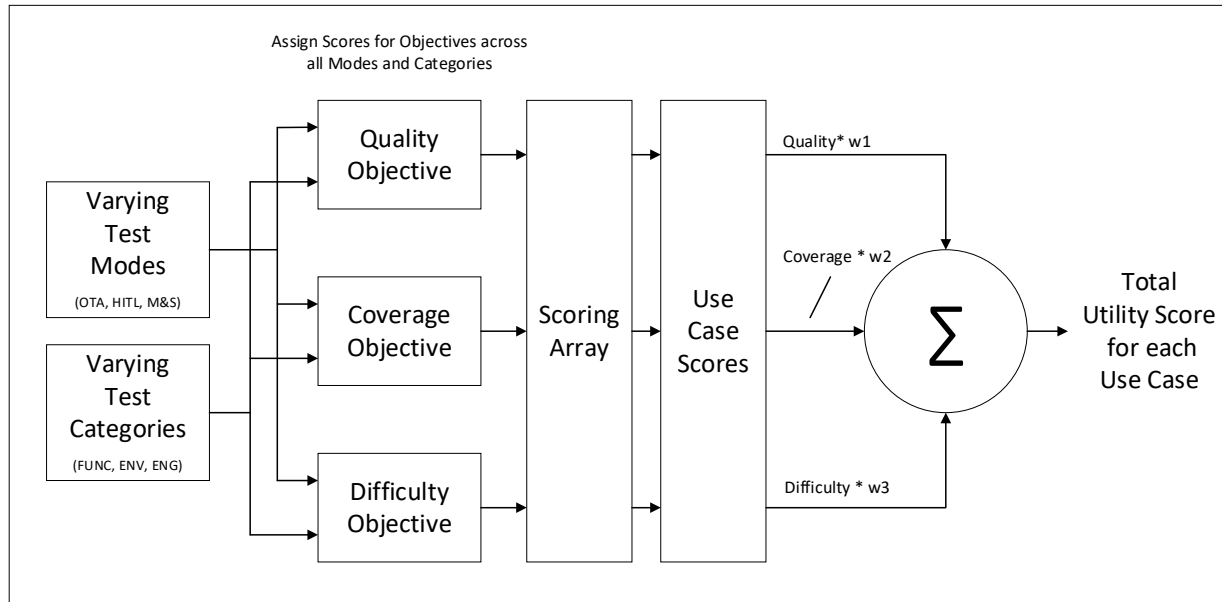 Assign Scores for Objectives across
all Modes and Categories
Varying
Test
Modes
(OTA, HITL, M&S)
Varying
Test
Categories
(FUNC, ENV, ENG)
Quality
Objective
Coverage
Objective
Difficulty
Objective
Scoring
Array
Use
Case
Scores
Quality* w1
Coverage * w2
Difficulty * w3
∑
Total
Utility Score
for each
Use Case